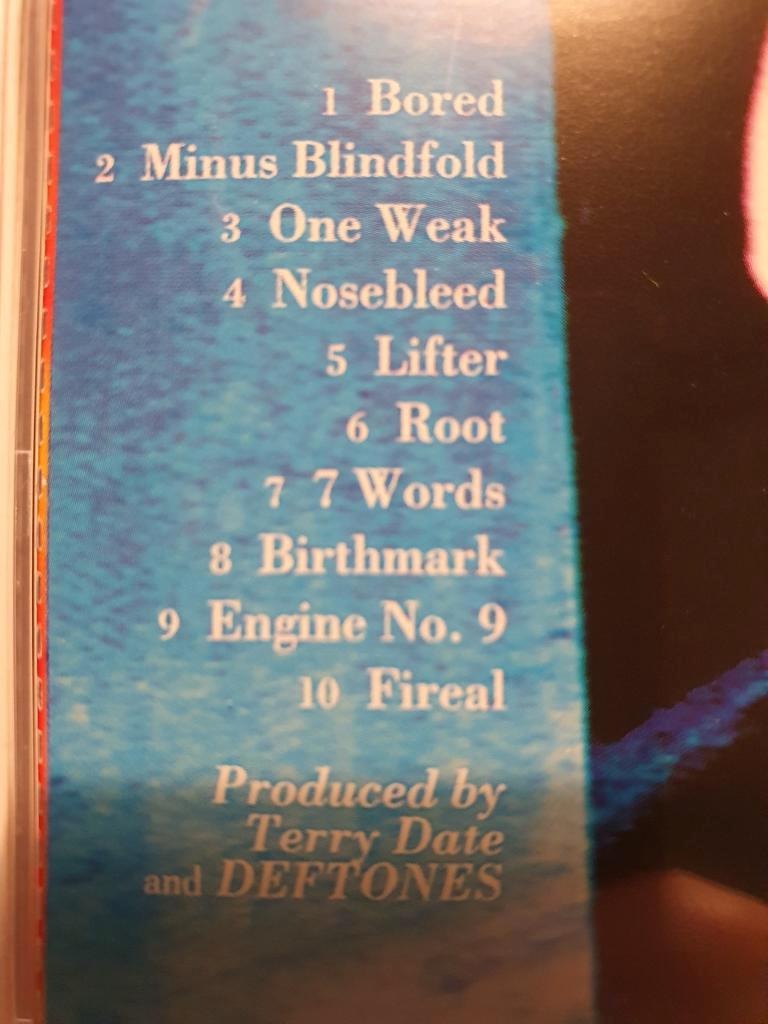 1 Bored
2 Minus Blindfold
3 One Weak
4 Nosebleed
5 Lifter
6 Root
7 7 Words
8 Birthmark
9 Engine No. 9
10 Fireal
Produced by
Terry Date
and DEFTONES